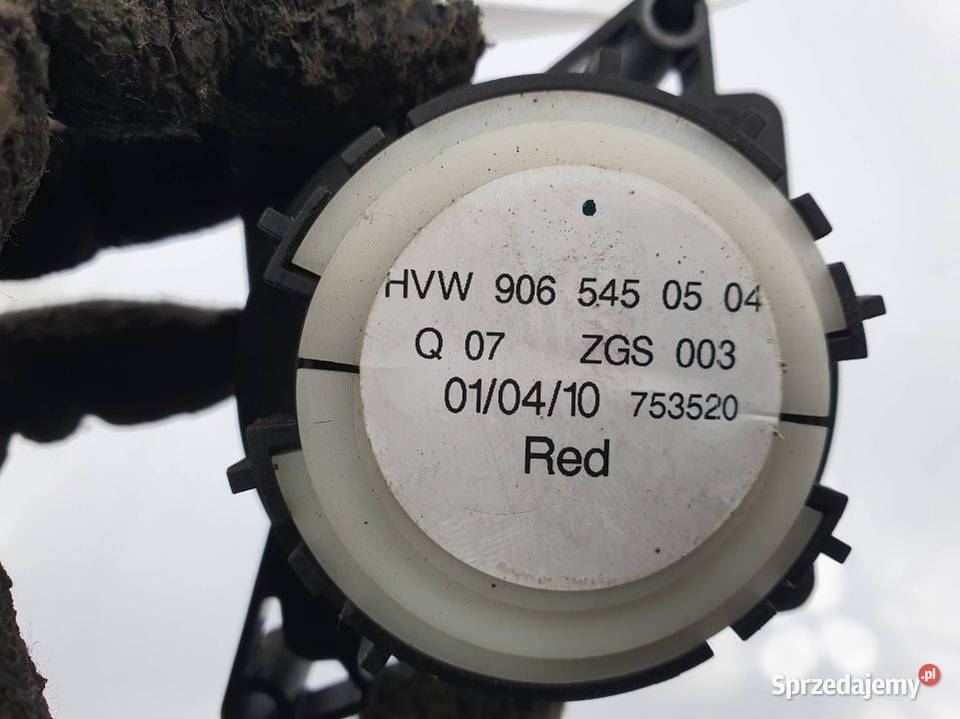 HVW 906 545 05 04
Q 07 ZGS 003
01/04/10 753520
Red
Sprzedajemy.pl